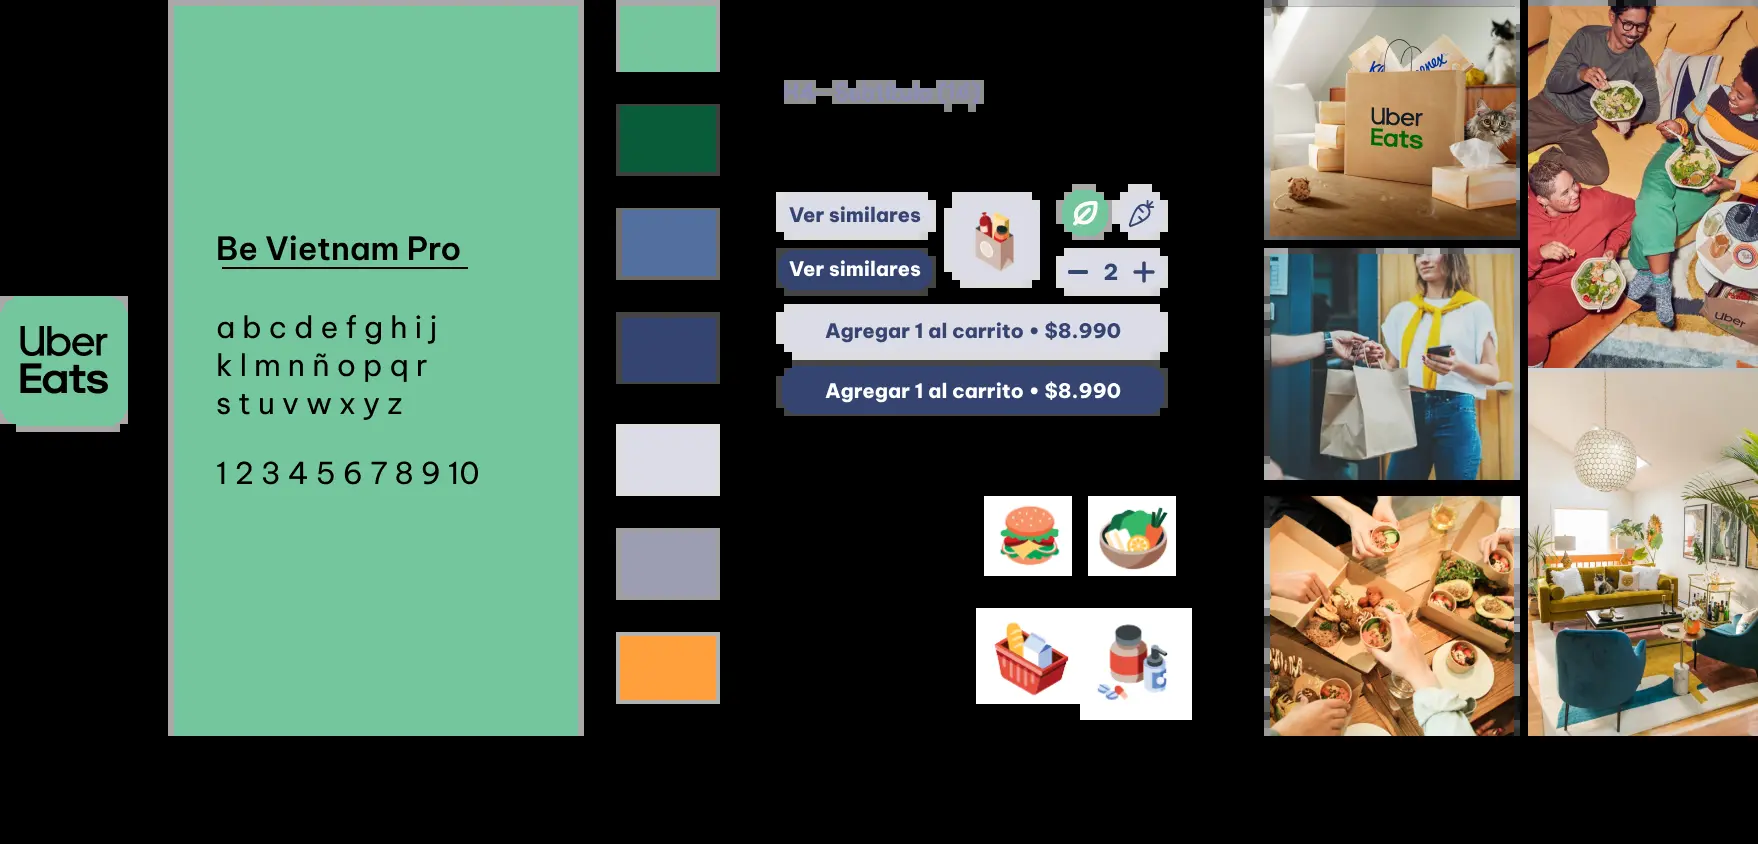 Uber
Eats
Be Vietnam Pro
a b c d e f g h i j
k l m n ñ o p q r
s t u v w x y z
1 2 3 4 5 6 7 8 9 10
Ver similares
Ver similares
2
Agregar 1 al carrito • $8.990
Agregar 1 al carrito • $8.990
Uber
Eats
Uber